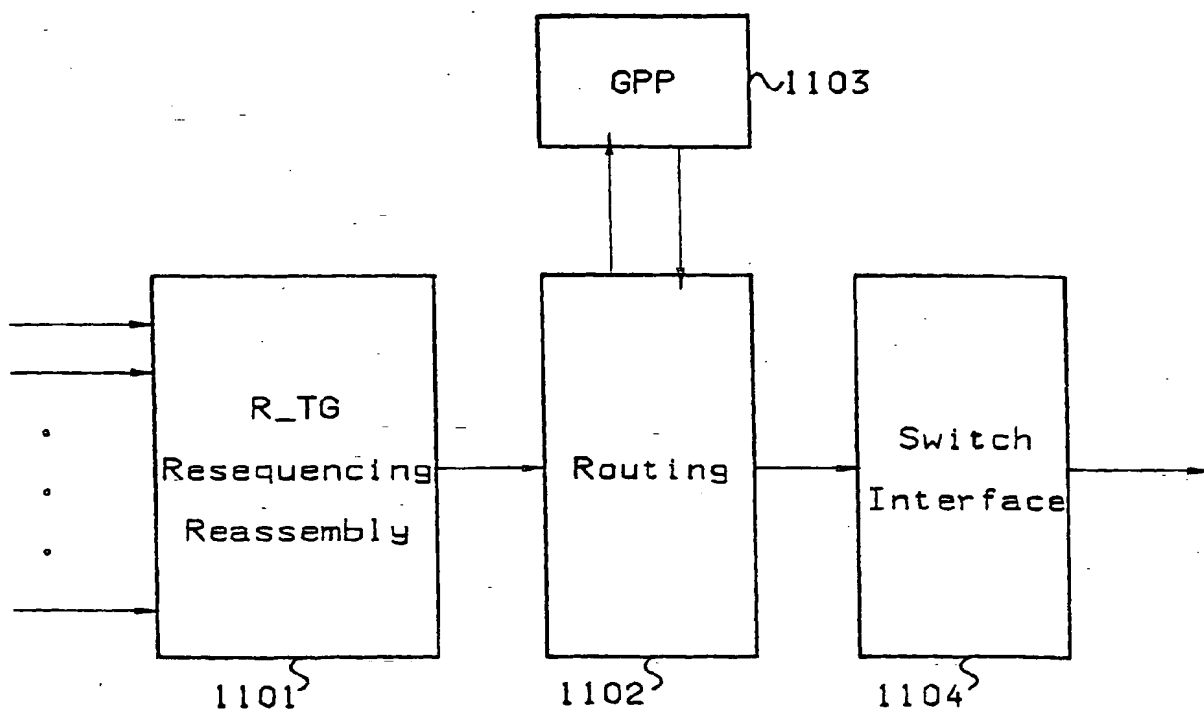 GPP
1103
R_TG
Resequencing
Reassembly
Routing
Switch
Interface
1101
1102
1104